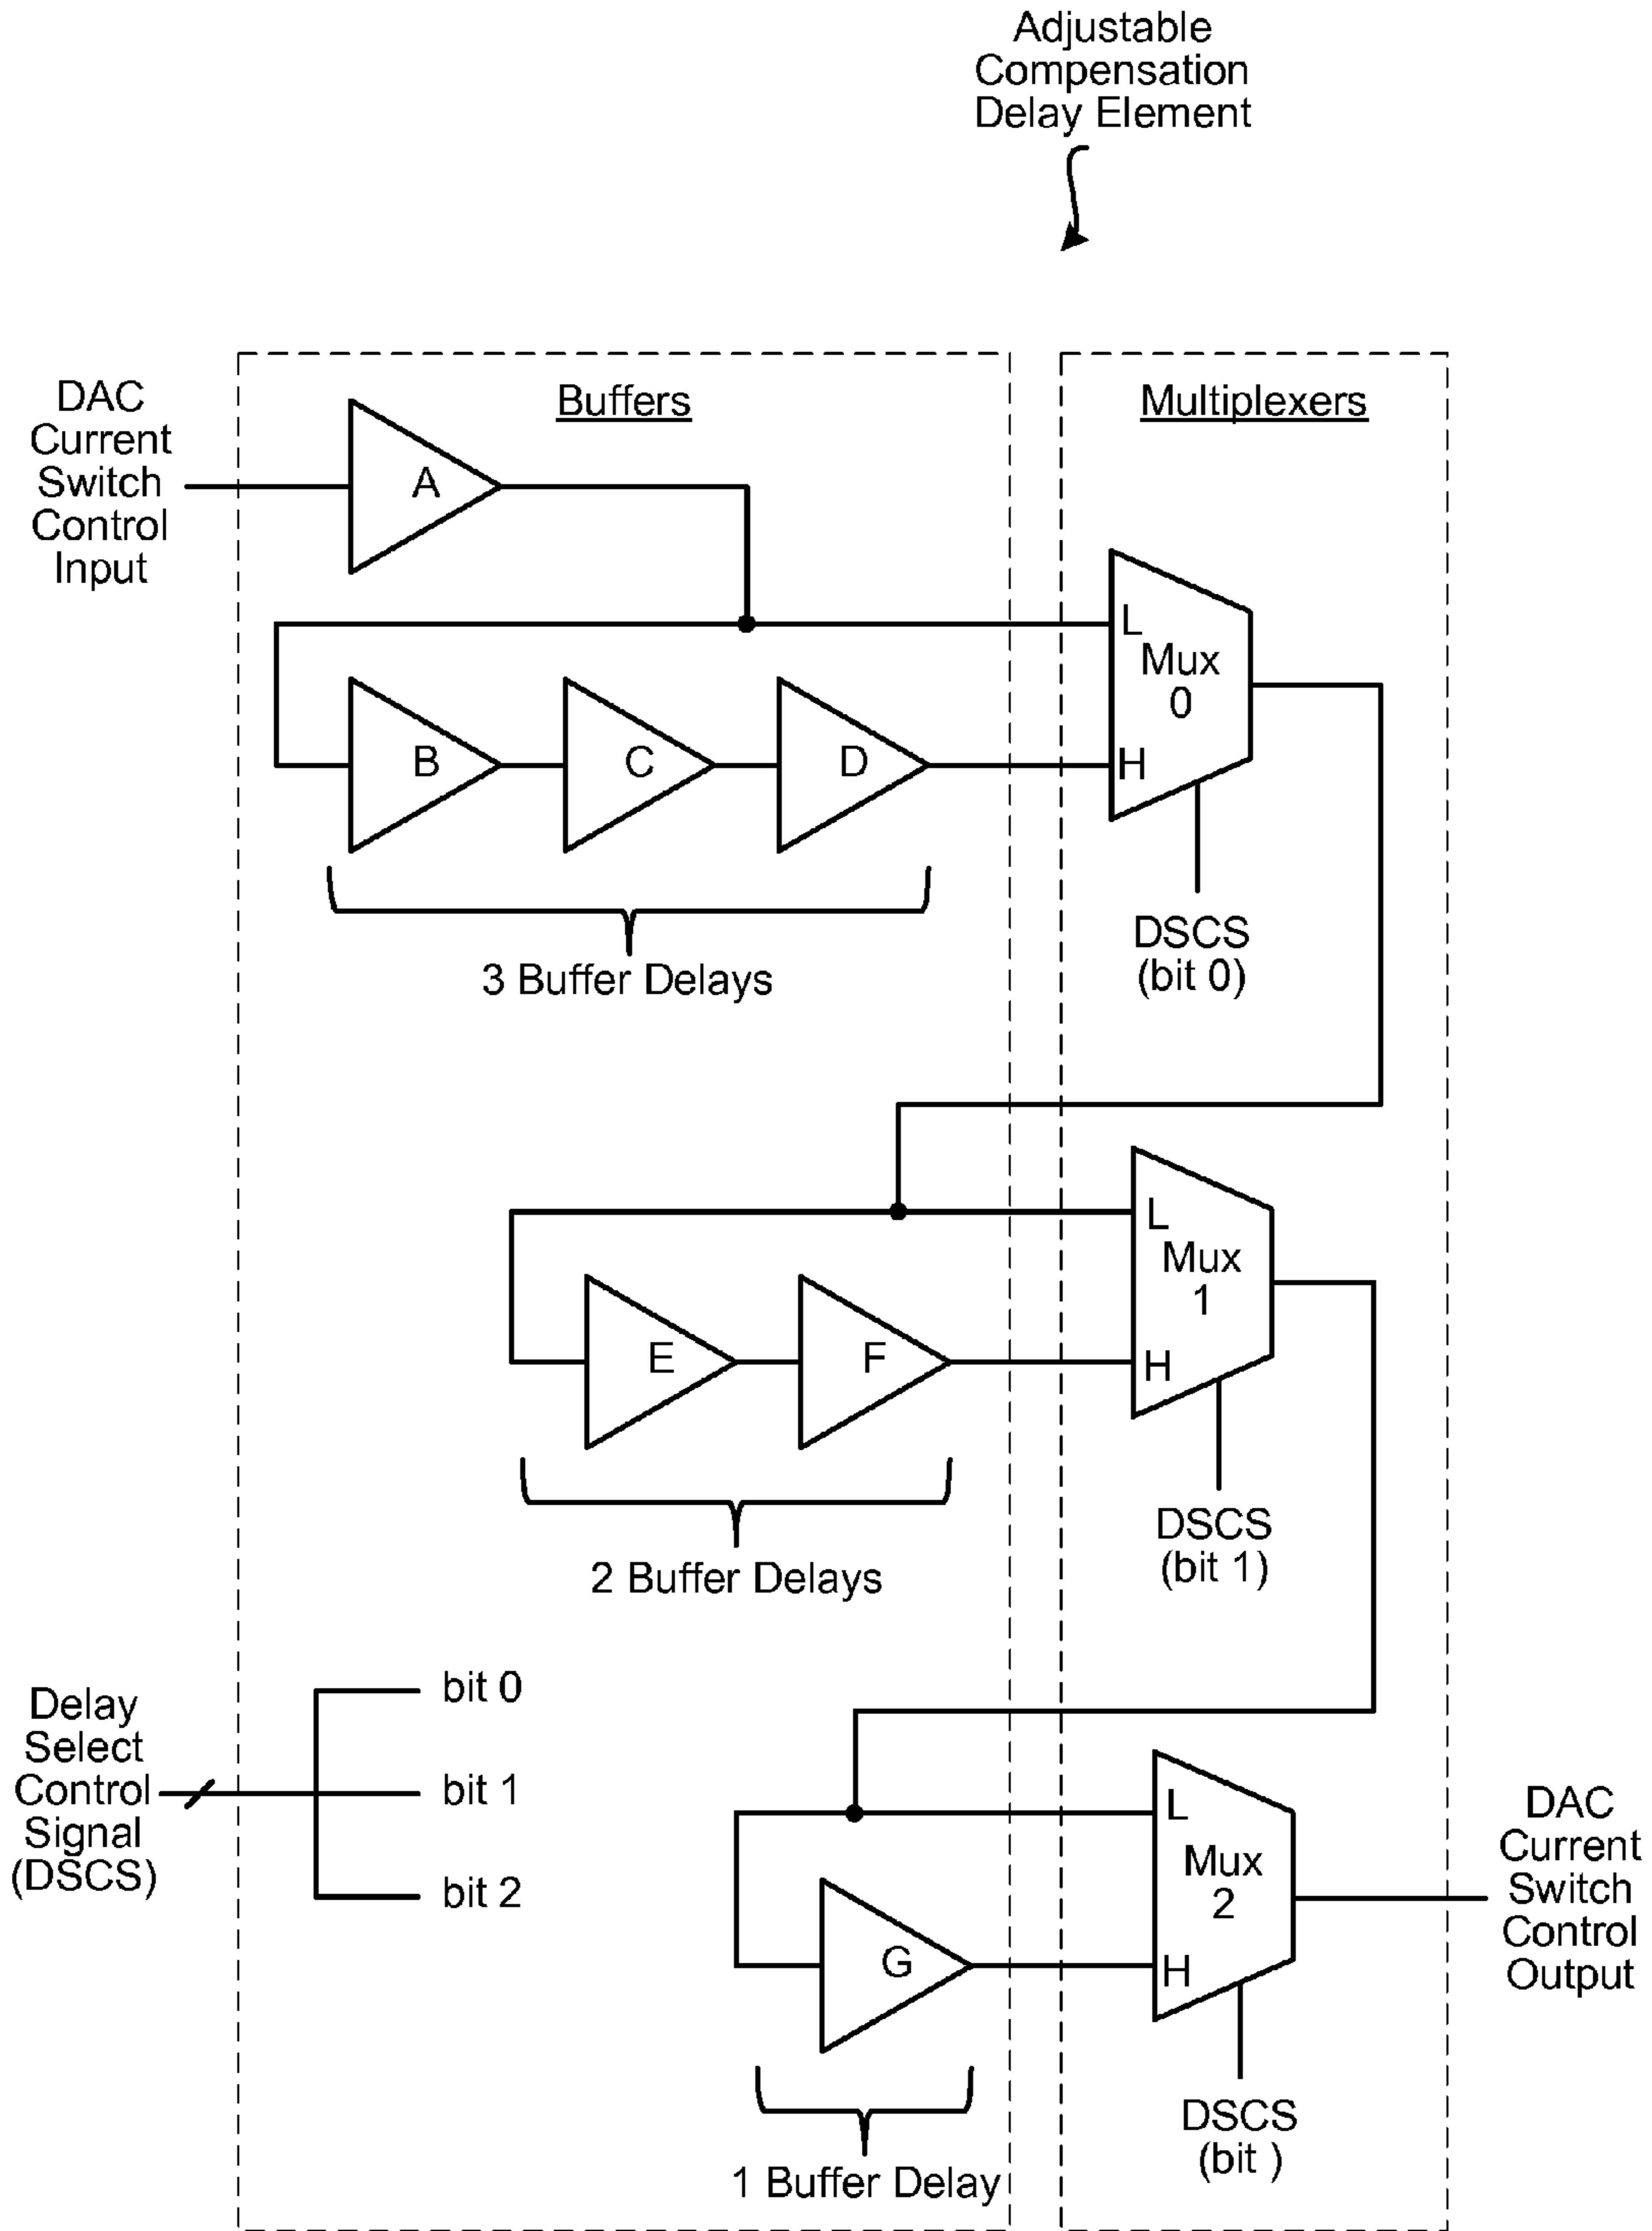 Adjustable
Compensation
Delay Element
Buffers
Multiplexers
DAC
Current
Switch
Control
Input
A
L
Mux
0
H
B
C
D
DSCS
(bit 0)
3 Buffer Delays
L
Mux
1
H
E
F
DSCS
(bit 1)
2 Buffer Delays
Delay
Select
Control
Signal
(DSCS)
bit 0
bit 1
bit 2
L
Mux
2
H
G
DAC
Current
Switch
Control
Output
DSCS
(bit )
1 Buffer Delay